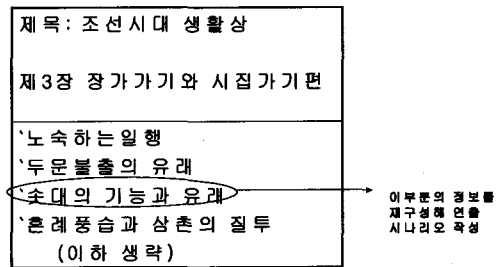 제목: 조선시대 생활상
제3장 장가가기와 시집가기편
`노숙하는일행
`두문불출의 유래
`솟대의 기능과 유래
`혼례풍습과 삼촌의 질투
(이하 생략)
이부분의 정보를
재구성해 연출
시나리오 작성